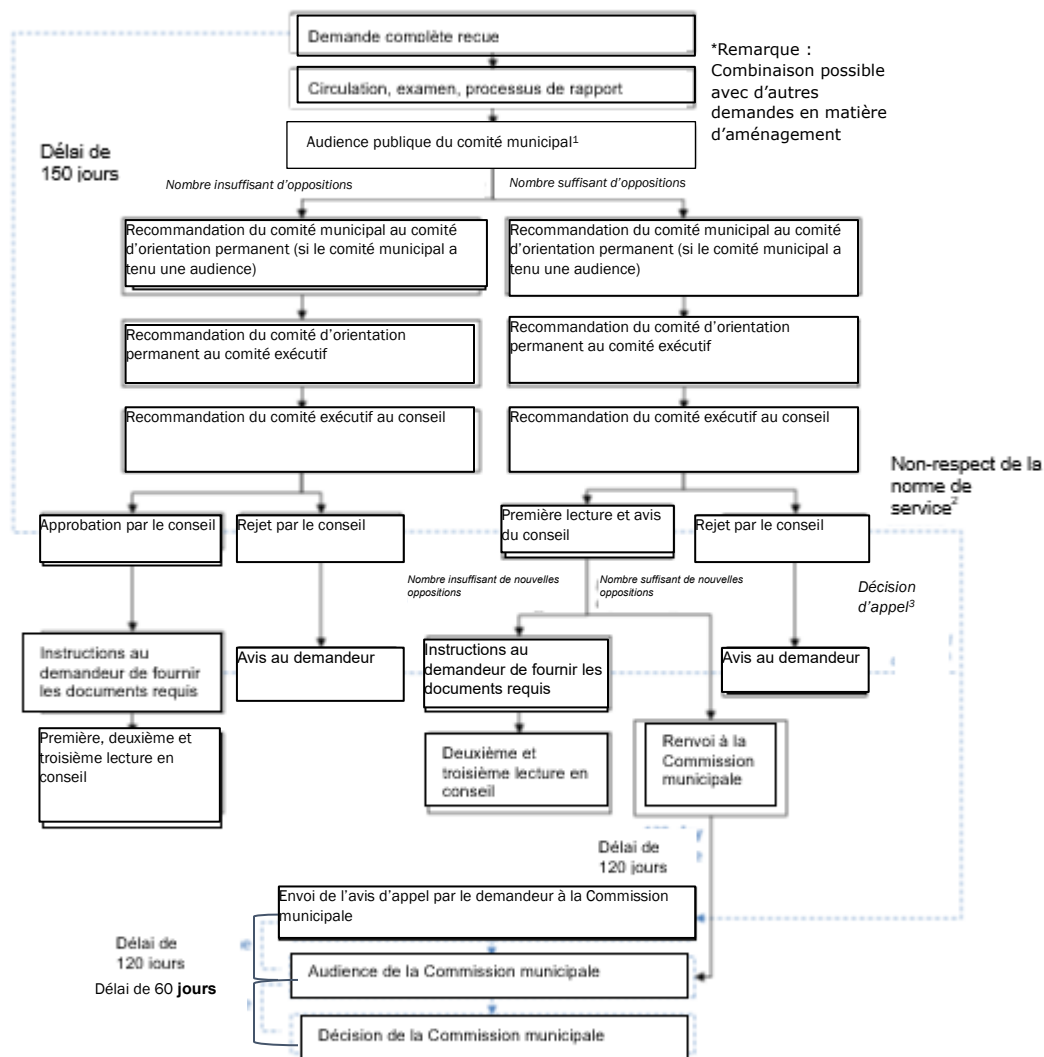 Demande complète recue
*Remarque :
Combinaison possible
avec d'autres
demandes en matière
d'aménagement
Circulation, examen, processus de rapport
Audience publique du comité municipal1
Délai de
150 jours
Nombre insuffisant d'oppositions
Nombre suffisant d'oppositions
Recommandation du comité municipal au comité
d'orientation permanent (si le comité municipal a
tenu une audience)
Recommandation du comité municipal au comité
d'orientation permanent (si le comité municipal a
tenu une audience)
Recommandation du comité d'orientation
permanent au comité exécutif
Recommandation du comité d'orientation
permanent au comité exécutif
Recommandation du comité exécutif au conseil
Recommandation du comité exécutif au conseil
Non-respect de la
norme de
service2
Approbation par le conseil
Rejet par le conseil
Première lecture et avis
du conseil
Rejet par le conseil
Nombre insuffisant de nouvelles
oppositions
Nombre suffisant de nouvelles
oppositions
Décision
d'appel3
Instructions au
demandeur de fournir
les documents requis
Avis au demandeur
Instructions au
demandeur de fournir les
documents requis
Avis au demandeur
Première, deuxième et
troisième lecture en
conseil
Deuxième et
troisième lecture en
conseil
Renvoi à la
Commission
municipale
Délai de
120 jours
Envoi de l'avis d'appel par le demandeur à la Commission
municipale
Délai de
120 jours
Audience de la Commission municipale
Délai de 60 jours
Décision de la Commission municipale